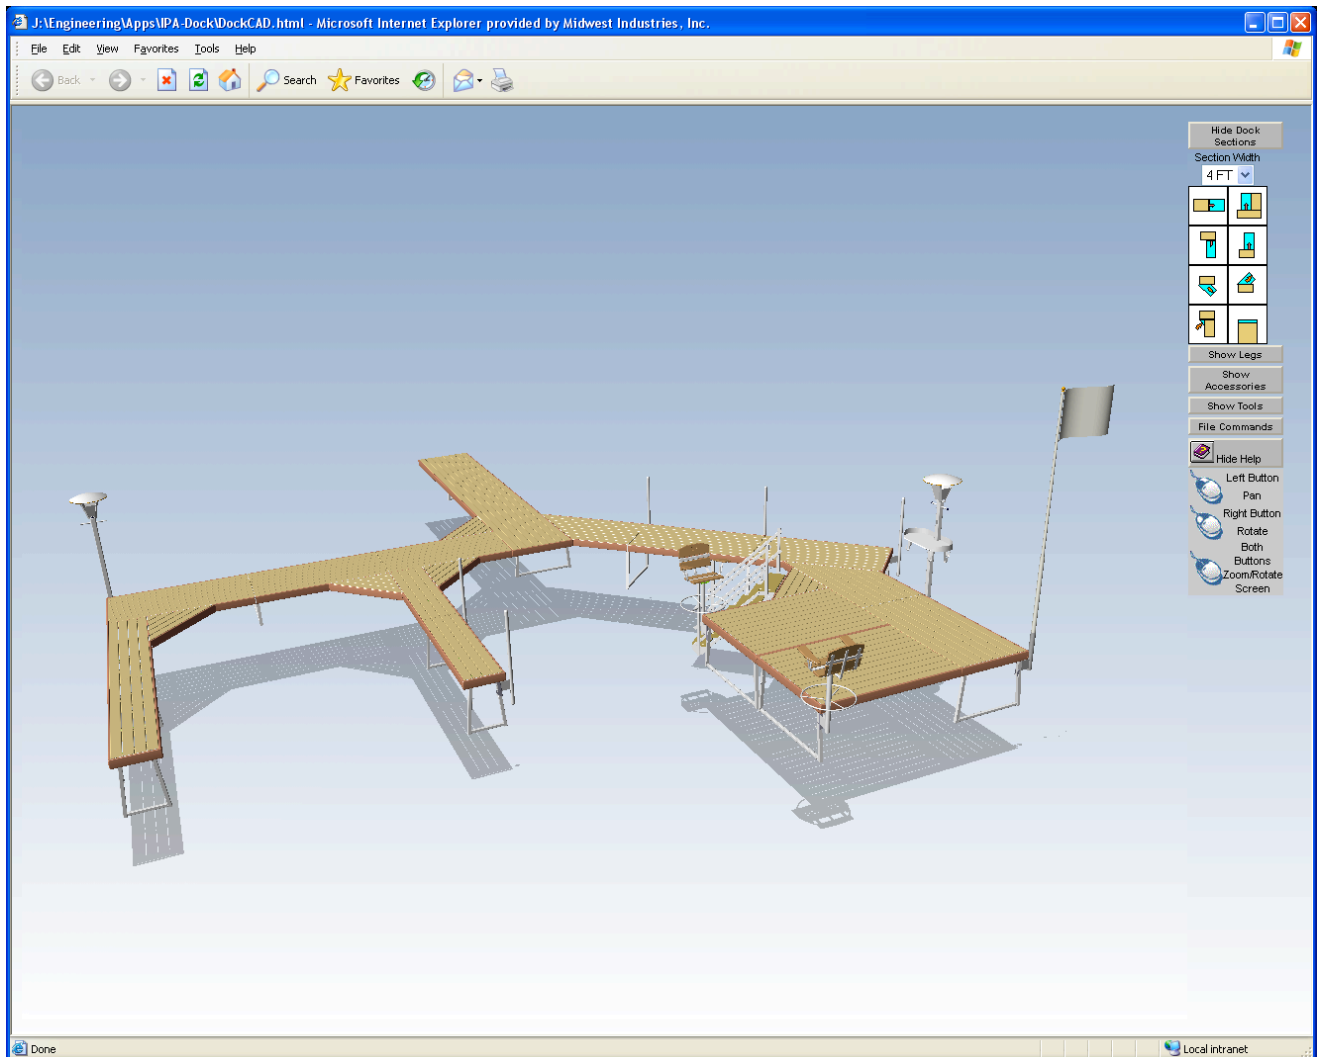 J:\Engineering\Apps\IPA-Dock\DockCAD.html - Microsoft Internet Explorer provided by Midwest Industries, Inc.
File Edit View Favorites Tools Help
Back Search Favorites
Hide Dock
Sections
Section Width
4 FT
Show Legs
Show
Accessories
Show Tools
File Commands
Hide Help
Left Button
Pan
Right Button
Rotate
Both
Buttons
Zoom/Rotate
Screen
Done Local intranet